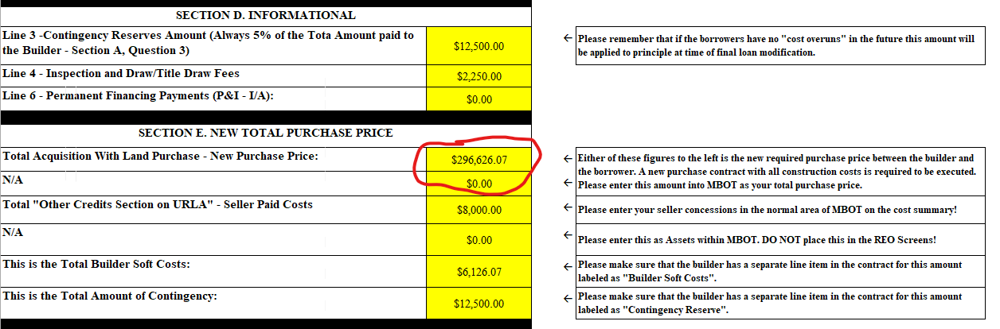 SECTION D. INFORMATIONAL
Line 3 -Contingency Reserves Amount (Always 5% of the Tota Amount paid to
the Builder - Section A, Question 3)
$12,500.00
← Please remember that if the borrowers have no "cost overuns" in the future this amount will
be applied to principle at time of final loan modification.
Line 4 - Inspection and Draw/Title Draw Fees
$2,250.00
Line 6 - Permanent Financing Payments (P&I - I/A):
$0.00
SECTION E. NEW TOTAL PURCHASE PRICE
Total Acquisition With Land Purchase - New Purchase Price:
$296,626.07
← Either of these figures to the left is the new required purchase price between the builder and
the borrower. A new purchase contract with all construction costs is required to be executed.
← Please enter this amount into MBOT as your total purchase price.
N/A
$0.00
Total "Other Credits Section on URLA" - Seller Paid Costs
$8,000.00
← Please enter your seller concessions in the normal area of MBOT on the cost summary!
N/A
$0.00
← Please enter this as Assets within MBOT. DO NOT place this in the REO Screens!
This is the Total Builder Soft Costs:
$6,126.07
← Please make sure that the builder has a separate line item in the contract for this amount
labeled as "Builder Soft Costs".
This is the Total Amount of Contingency:
$12,500.00
← Please make sure that the builder has a separate line item in the contract for this amount
labeled as "Contingency Reserve".